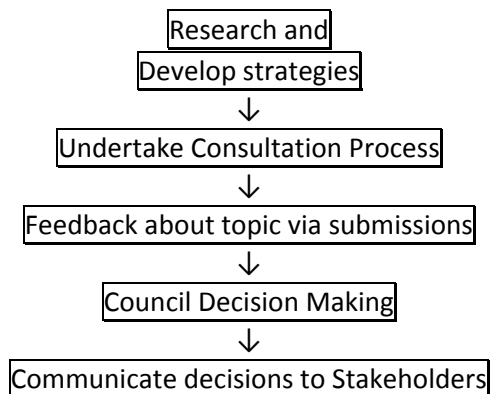 Research and
Develop strategies
↓
Undertake Consultation Process
↓
Feedback about topic via submissions
↓
Council Decision Making
↓
Communicate decisions to Stakeholders